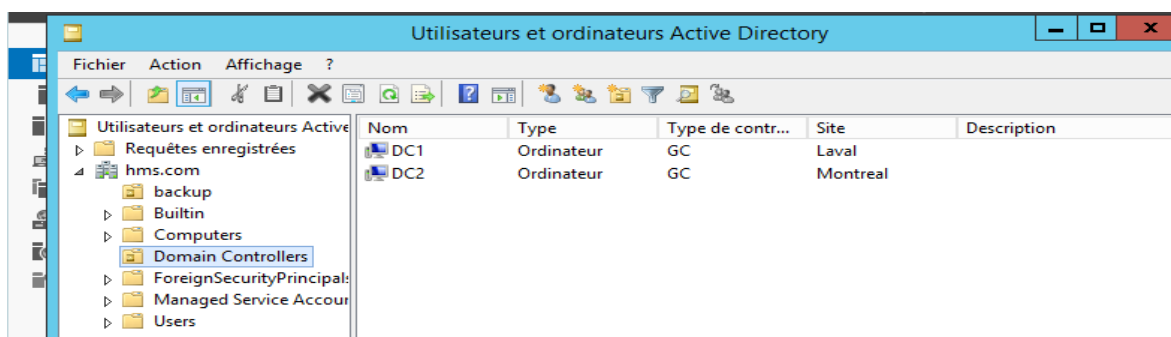 Utilisateurs et ordinateurs Active Directory
Fichier Action Affichage ?
Utilisateurs et ordinateurs Active
Nom Type Type de contr... Site Description
Requêtes enregistrées
DC1 Ordinateur GC Laval
hms.com
DC2 Ordinateur GC Montreal
backup
Builtin
Computers
Domain Controllers
ForeignSecurityPrincipals
Managed Service Accour
Users